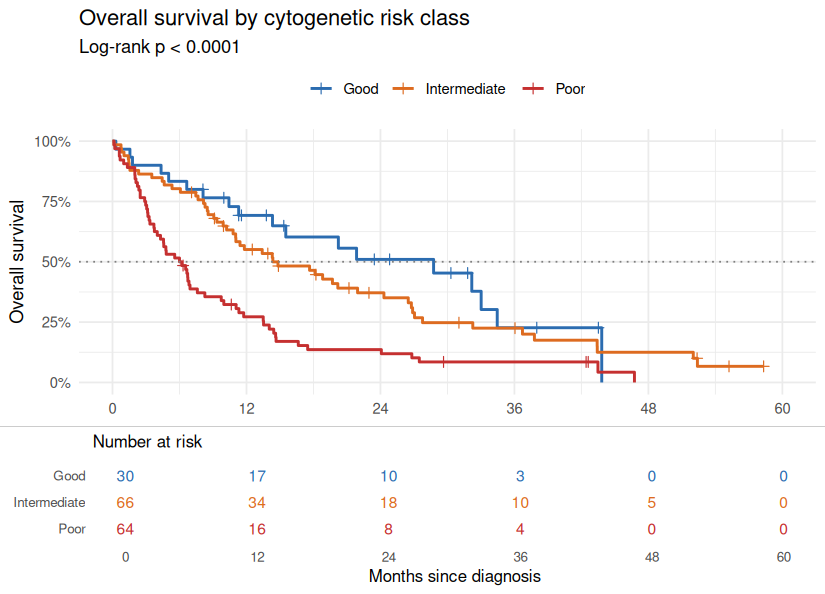 Overall survival by cytogenetic risk class
Log-rank p < 0.0001
Good Intermediate Poor
Overall survival
100%
75%
50%
25%
0%
0 12 24 36 48 60
Number at risk
Good 30 17 10 3 0 0
Intermediate 66 34 18 10 5 0
Poor 64 16 8 4 0 0
0 12 24 36 48 60
Months since diagnosis